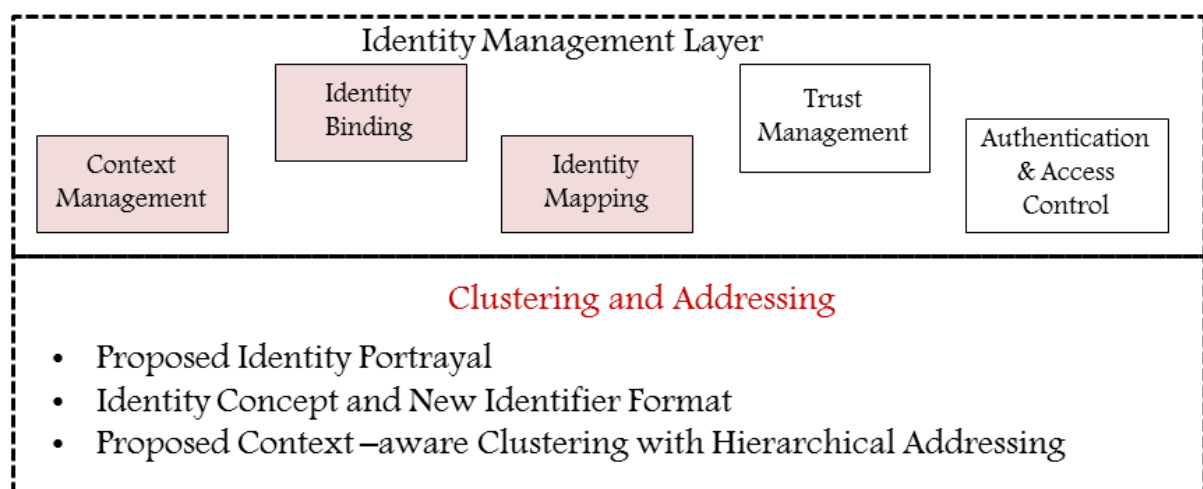 Identity Management Layer
Identity
Binding
Trust
Management
Context
Management
Identity
Mapping
Authentication
& Access
Control
Clustering and Addressing
• Proposed Identity Portrayal
• Identity Concept and New Identifier Format
• Proposed Context –aware Clustering with Hierarchical Addressing